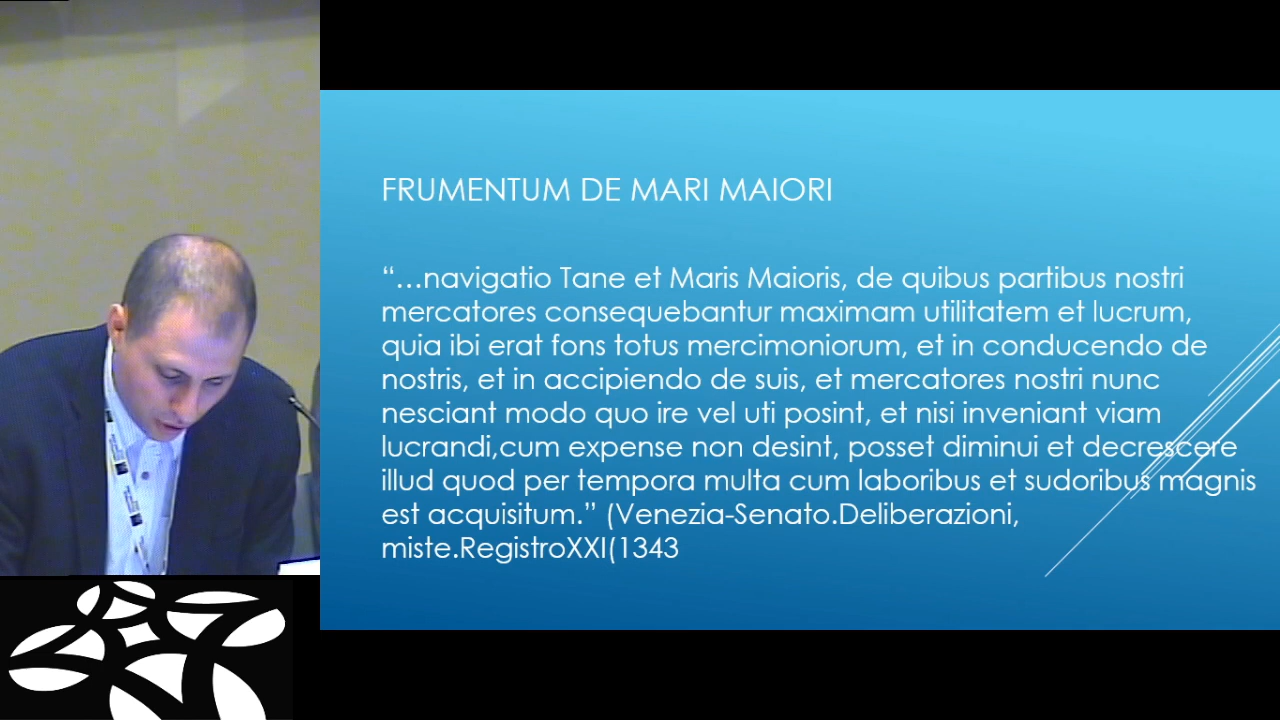 FRUMENTUM DE MARI MAIORI
“...navigatio Tane et Maris Maioris, de quibus partibus nostri
mercatores consequebantur maximam utilitatem et lucrum,
quia ibi erat fons totus mercimoniorum, et in conducendo de
nostris, et in accipiendo de suis, et mercatores nostri nunc
nesciant modo quo ire vel uti posint, et nisi inveniant viam
lucrandi,cum expense non desint, posset diminui et decrescere
illud quod per tempora multa cum laboribus et sudoribus magnis
est acquisitum.” (Venezia-Senato.Deliberazioni,
miste.RegistroXXI(1343